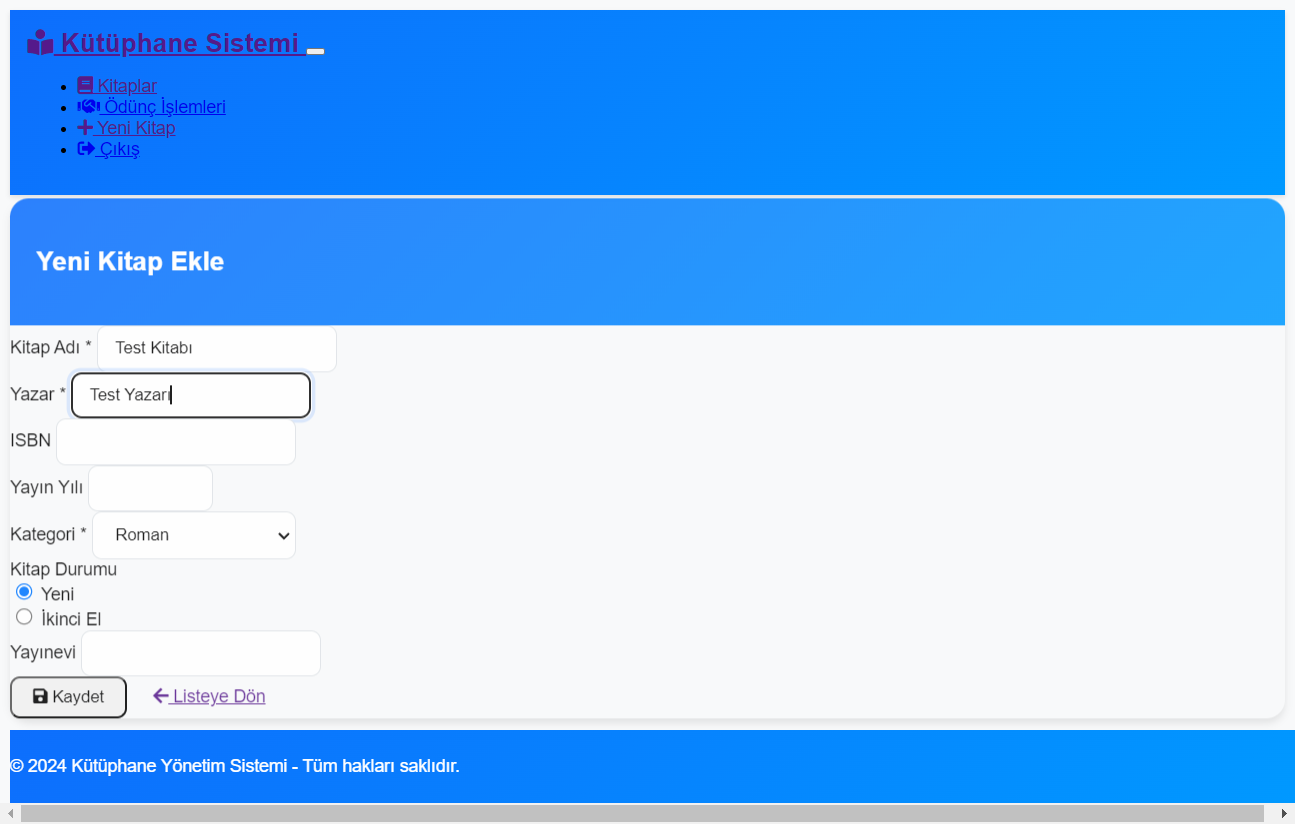 Kütüphane Sistemi
Kitaplar
Ödünç İşlemleri
Yeni Kitap
Çıkış
Yeni Kitap Ekle
Kitap Adı * Test Kitabı
Yazar * Test Yazarı
ISBN
Yayın Yılı
Kategori * Roman
Kitap Durumu
Yeni
İkinci El
Yayınevi
Kaydet Listeye Dön
© 2024 Kütüphane Yönetim Sistemi - Tüm hakları saklıdır.